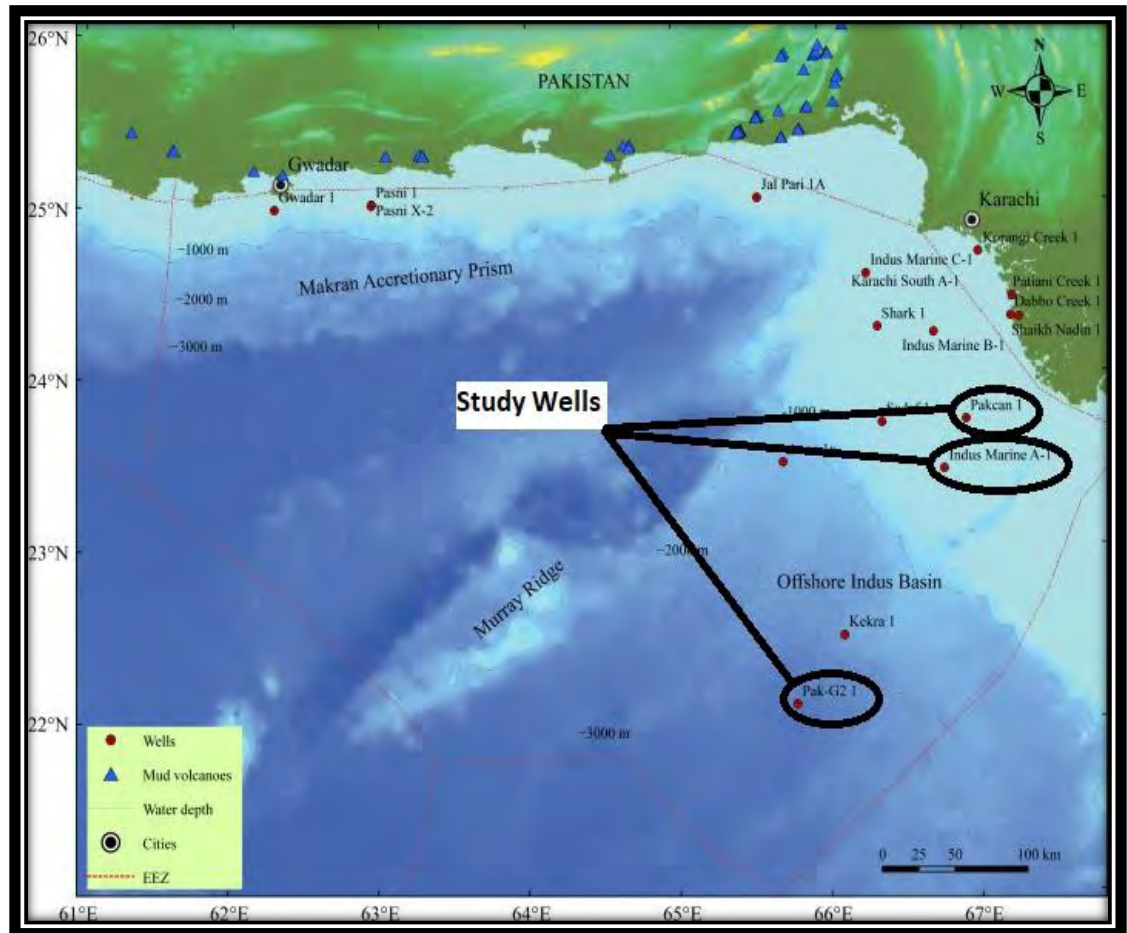 26°N
25°N
24°N
23°N
22°N
61°E
62°E
63°E
64°E
65°E
66°E
67°E
N
W
E
S
PAKISTAN
Gwadar
Gwadar 1
Pasni 1
Pasni X-2
Jal Pari 1A
Karachi
Korangi Creek 1
−1000 m
Makran Accretionary Prism
−2000 m
−3000 m
Indus Marine C-1
Karachi South A-1
Patiani Creek 1
Dabbo Creek 1
Shaikh Nadin 1
Shark 1
Indus Marine B-1
Study Wells
−1000 m
Pakcan 1
Indus Marine A-1
−2000 m
Murray Ridge
Offshore Indus Basin
Kekra 1
Pak-G2 1
−3000 m
Wells
Mud volcanoes
Water depth
Cities
EEZ
0 25 50 100 km